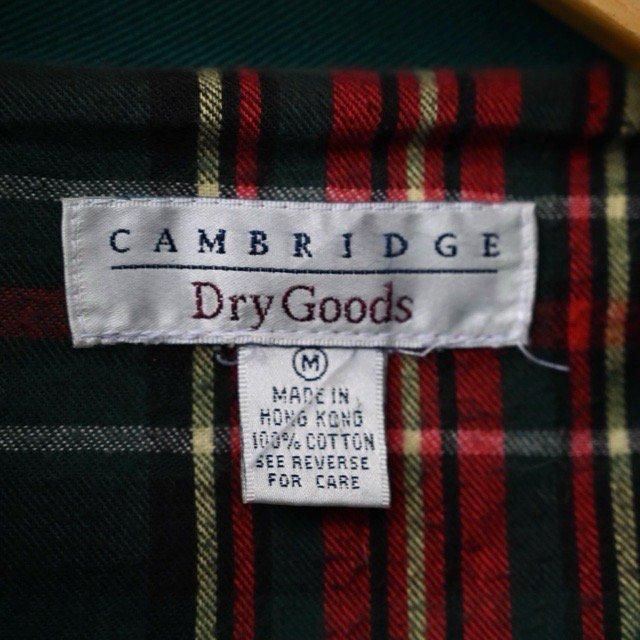 CAMBRIDGE
Dry Goods
M
MADE IN
HONG KONG
100% COTTON
SEE REVERSE
FOR CARE